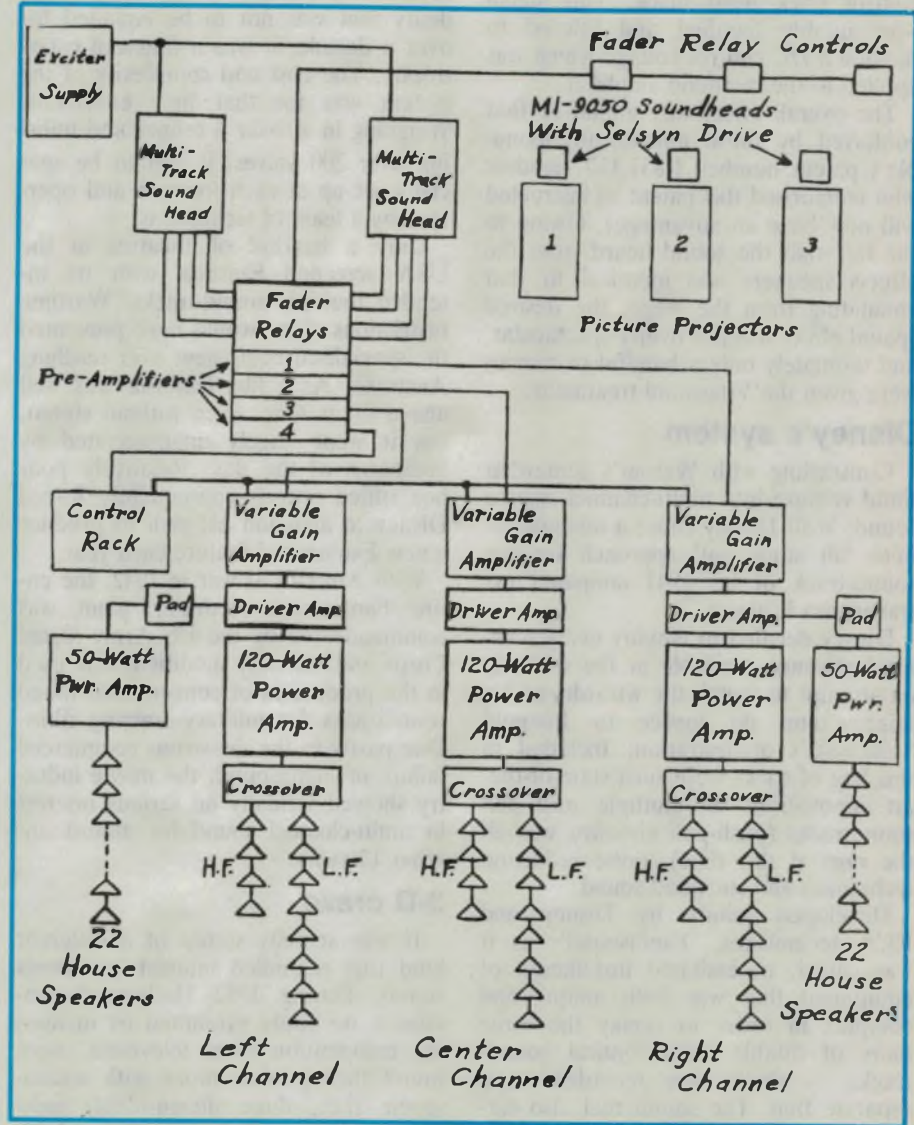 Exciter
Supply
Multi-
Track
Sound
Head
Multi-
Track
Sound
Head
Fader Relay Controls
MI-9050 Soundheads
With Selsyn Drive
1
2
3
Picture Projectors
Fader
Relays
Pre-Amplifiers
1
2
3
4
Control
Rack
Pad
50-Watt
Pwr. Amp.
22
House
Speakers
Variable
Gain
Amplifier
Driver Amp.
120-Watt
Power
Amp.
Crossover
H.F.
L.F.
Left
Channel
Variable
Gain
Amplifier
Driver Amp.
120-Watt
Power
Amp.
Crossover
H.F.
L.F.
Center
Channel
Variable
Gain
Amplifier
Driver Amp.
120-Watt
Power
Amp.
Crossover
H.F.
L.F.
Right
Channel
Pad
50-Watt
Pwr.
Amp.
22
House
Speakers
Disney's system
3-D craze